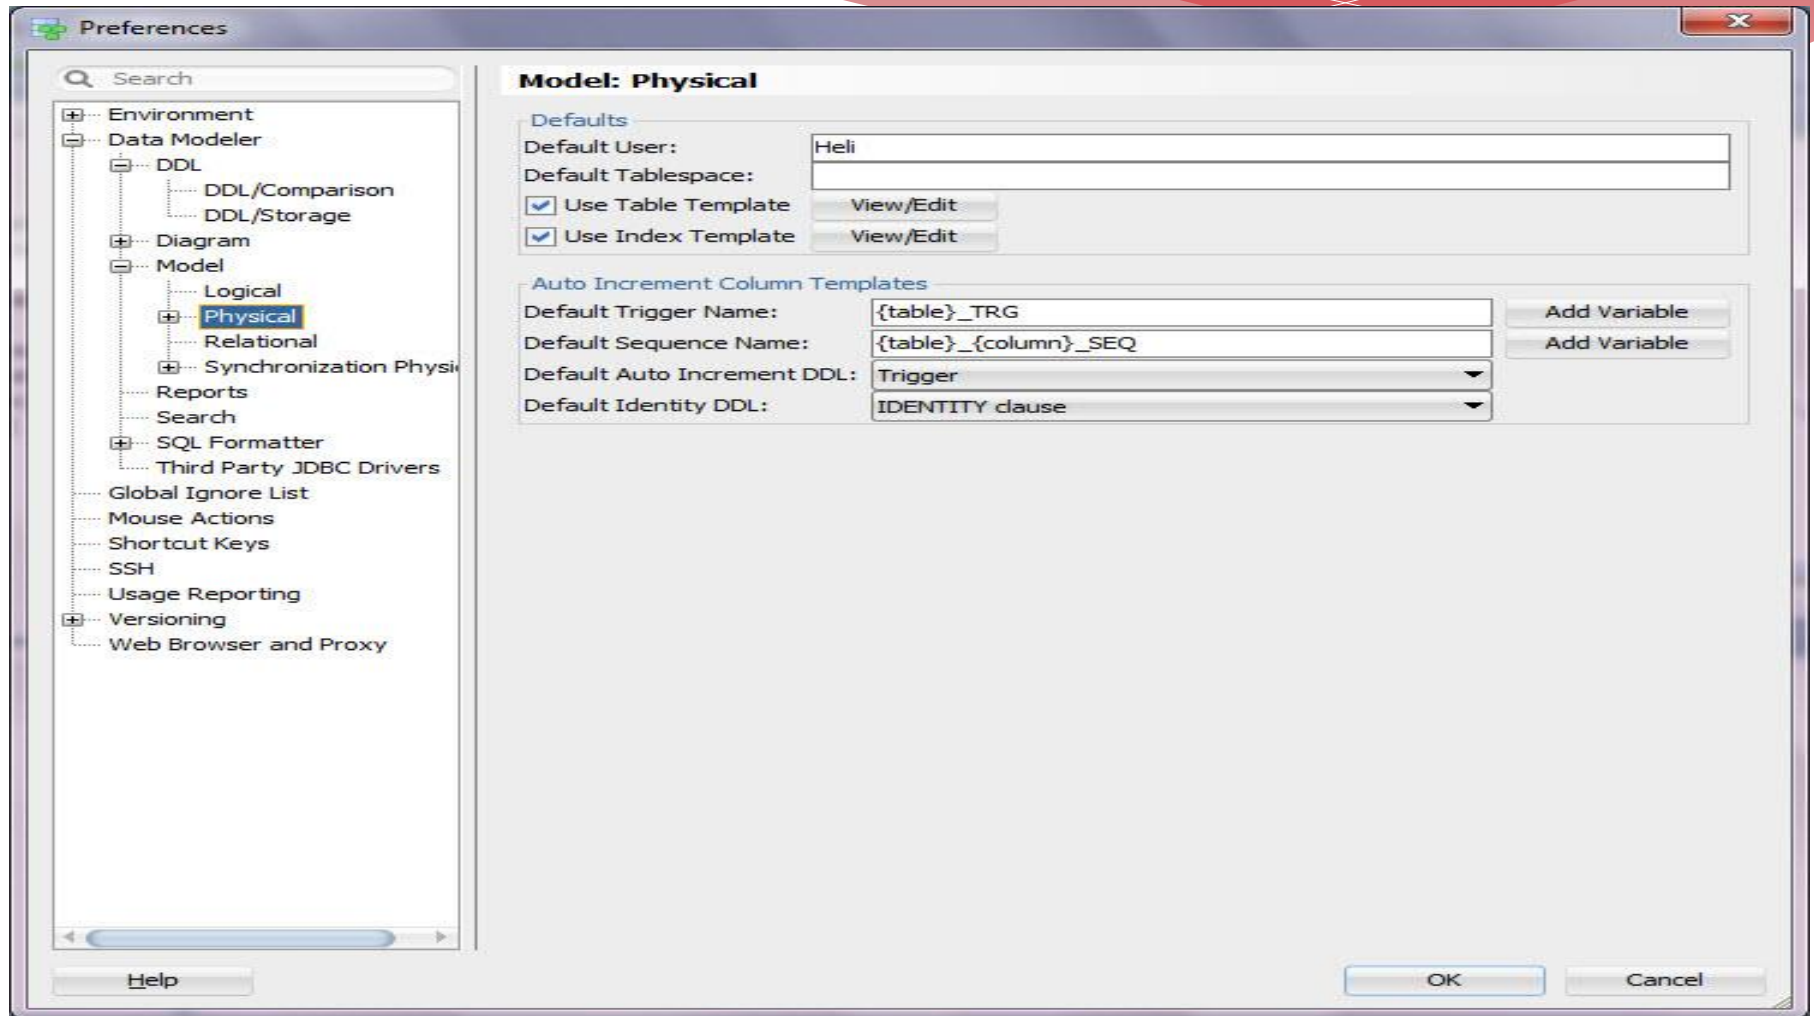 Preferences
Search
Environment
Data Modeler
DDL
DDL/Comparison
DDL/Storage
Diagram
Model
Logical
Physical
Relational
Synchronization Physi
Reports
Search
SQL Formatter
Third Party JDBC Drivers
Global Ignore List
Mouse Actions
Shortcut Keys
SSH
Usage Reporting
Versioning
Web Browser and Proxy
Model: Physical
Defaults
Default User: Heli
Default Tablespace:
Use Table Template View/Edit
Use Index Template View/Edit
Auto Increment Column Templates
Default Trigger Name: {table}_TRG Add Variable
Default Sequence Name: {table}_{column}_SEQ Add Variable
Default Auto Increment DDL: Trigger
Default Identity DDL: IDENTITY clause
Help OK Cancel